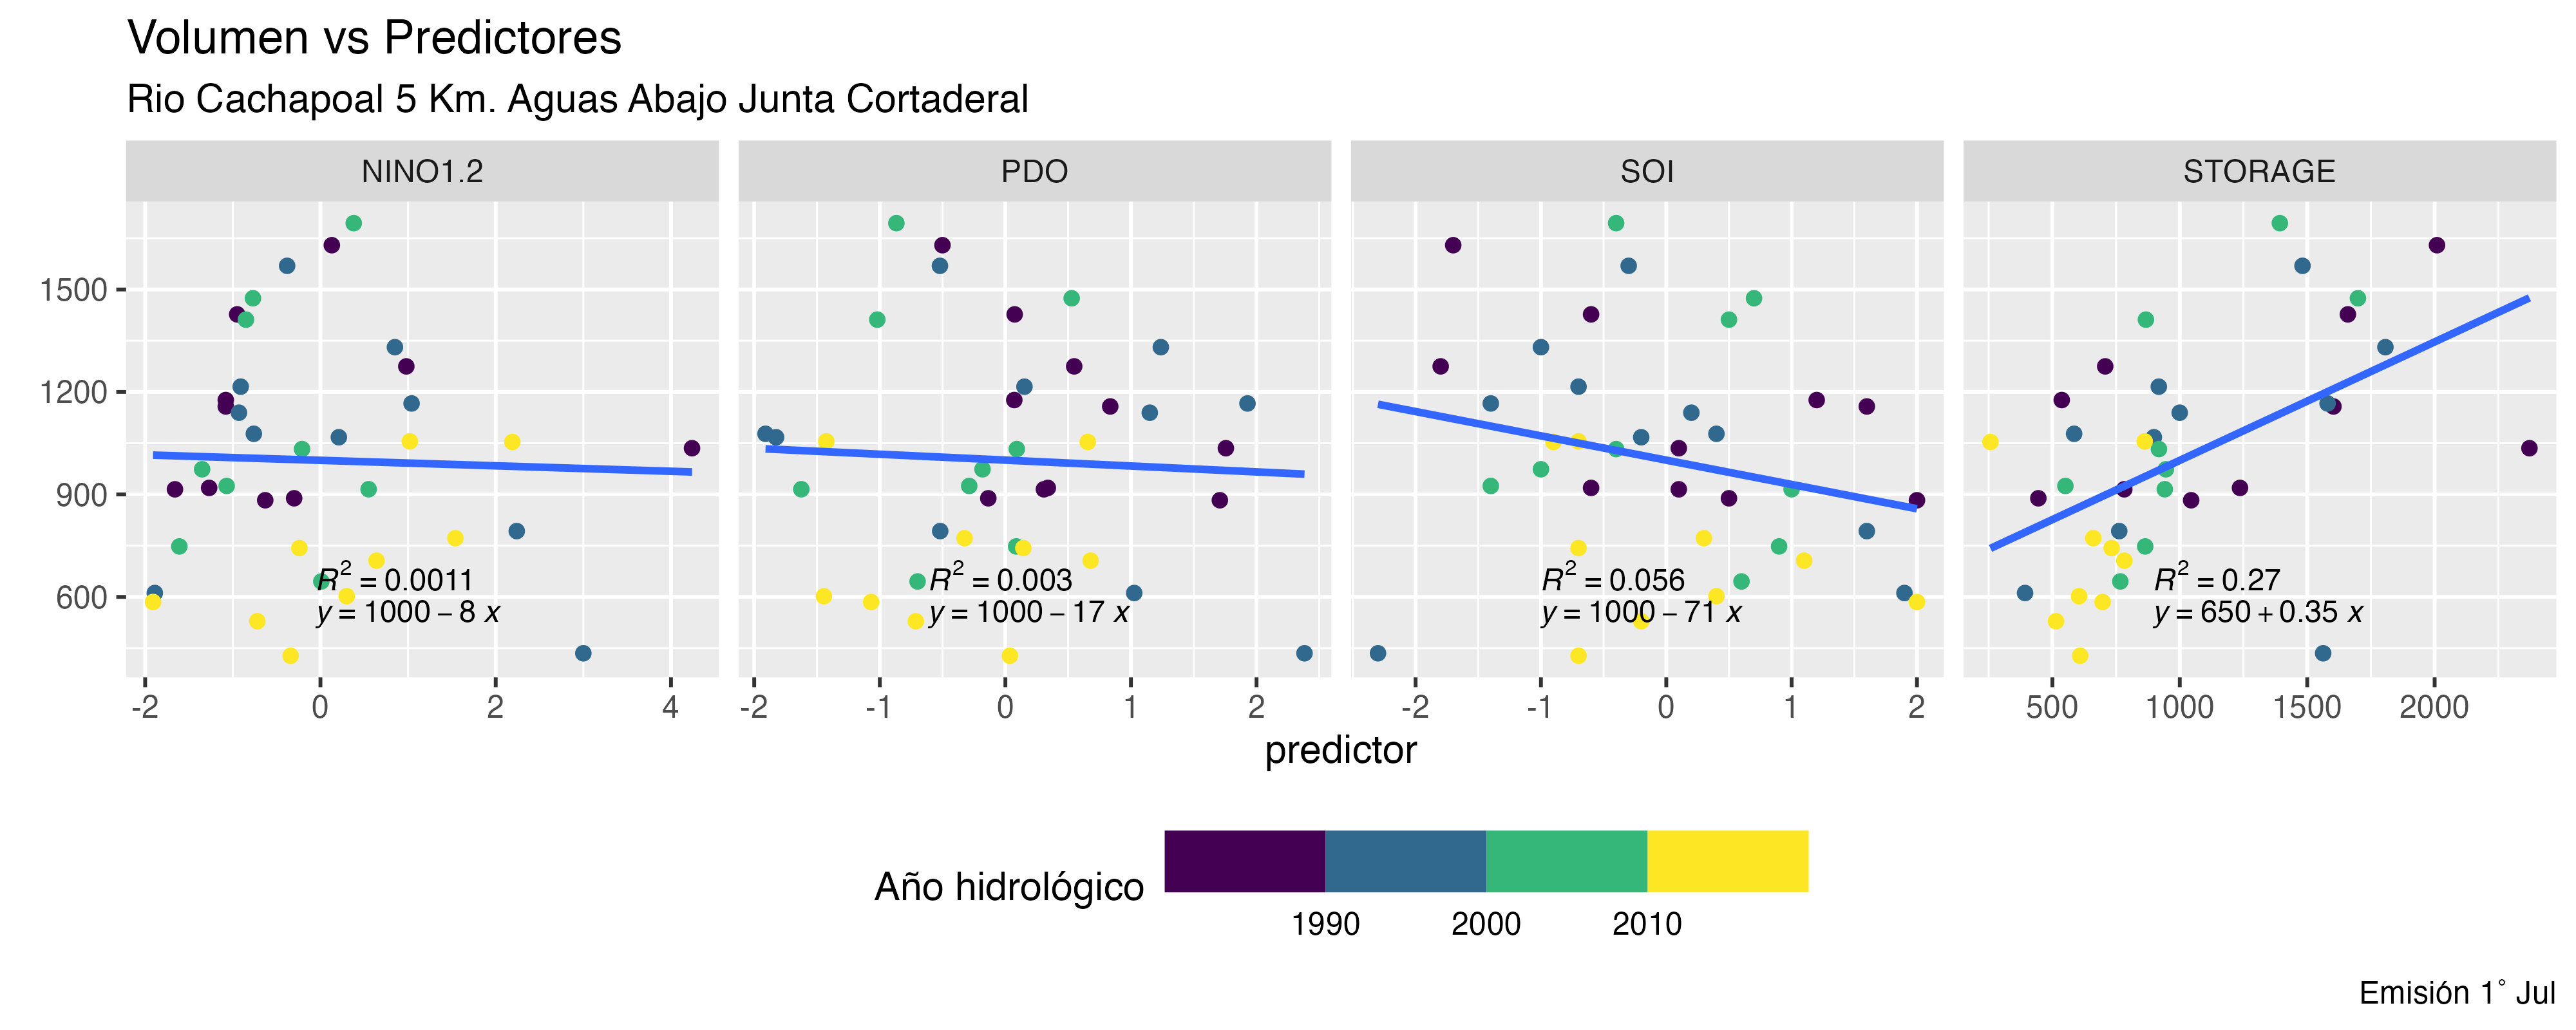 Volumen vs Predictores
Rio Cachapoal 5 Km. Aguas Abajo Junta Cortaderal
NINO1.2 PDO SOI STORAGE
1500
1200
900
600
R² = 0.0011
y = 1000 − 8 x
R² = 0.003
y = 1000 − 17 x
R² = 0.056
y = 1000 − 71 x
R² = 0.27
y = 650 + 0.35 x
-2 0 2 4 -2 -1 0 1 2 -2 -1 0 1 2 500 1000 1500 2000
predictor
Año hidrológico
1990 2000 2010
Emisión 1° Jul